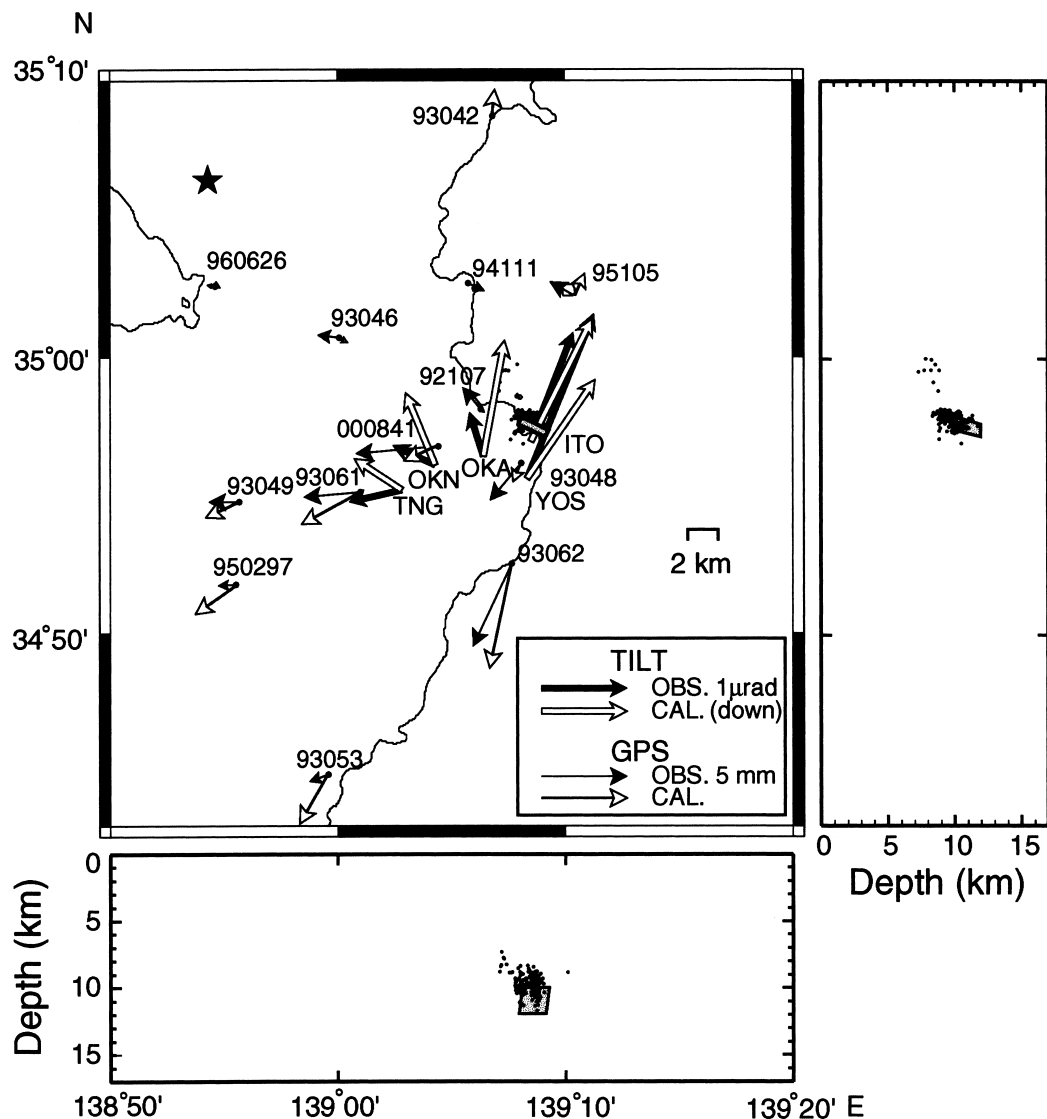 N
35°10'
93042
960626
94111
95105
93046
35°00'
92107
000841
ITO
OKN
OKA
93048
93049
93061
TNG
YOS
93062
2 km
950297
34°50'
TILT
OBS. 1μrad
CAL. (down)
GPS
OBS. 5 mm
CAL.
93053
0 5 10 15
Depth (km)
0
5
10
15
Depth (km)
138°50' 139°00' 139°10' 139°20' E